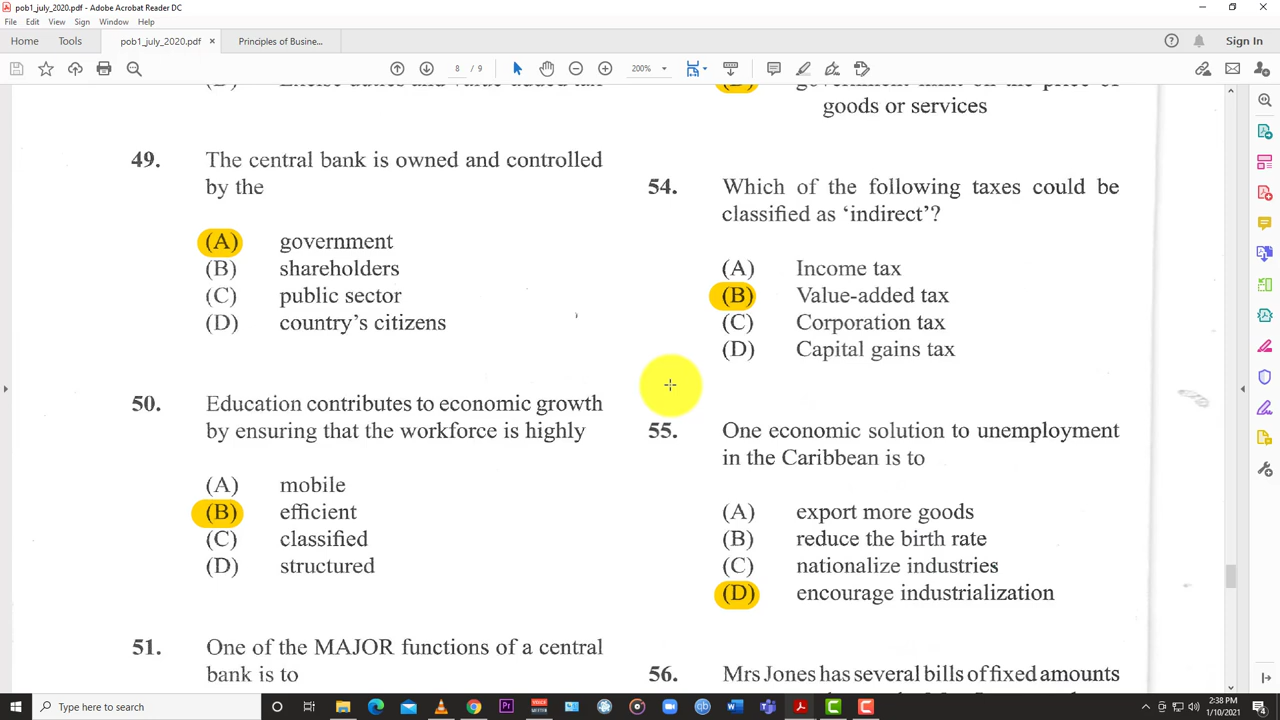 pob1_july_2020.pdf - Adobe Acrobat Reader DC
File Edit View Sign Window Help
Home Tools pob1_july_2020.pdf × Principles of Busine... Sign In
8 / 9 200%
goods or services
49. The central bank is owned and controlled
by the
(A) government
(B) shareholders
(C) public sector
(D) country's citizens
50. Education contributes to economic growth
by ensuring that the workforce is highly
(A) mobile
(B) efficient
(C) classified
(D) structured
51. One of the MAJOR functions of a central
bank is to
54. Which of the following taxes could be
classified as 'indirect'?
(A) Income tax
(B) Value-added tax
(C) Corporation tax
(D) Capital gains tax
55. One economic solution to unemployment
in the Caribbean is to
(A) export more goods
(B) reduce the birth rate
(C) nationalize industries
(D) encourage industrialization
56. Mrs Jones has several bills of fixed amounts
Type here to search
2:38 PM
1/10/2021